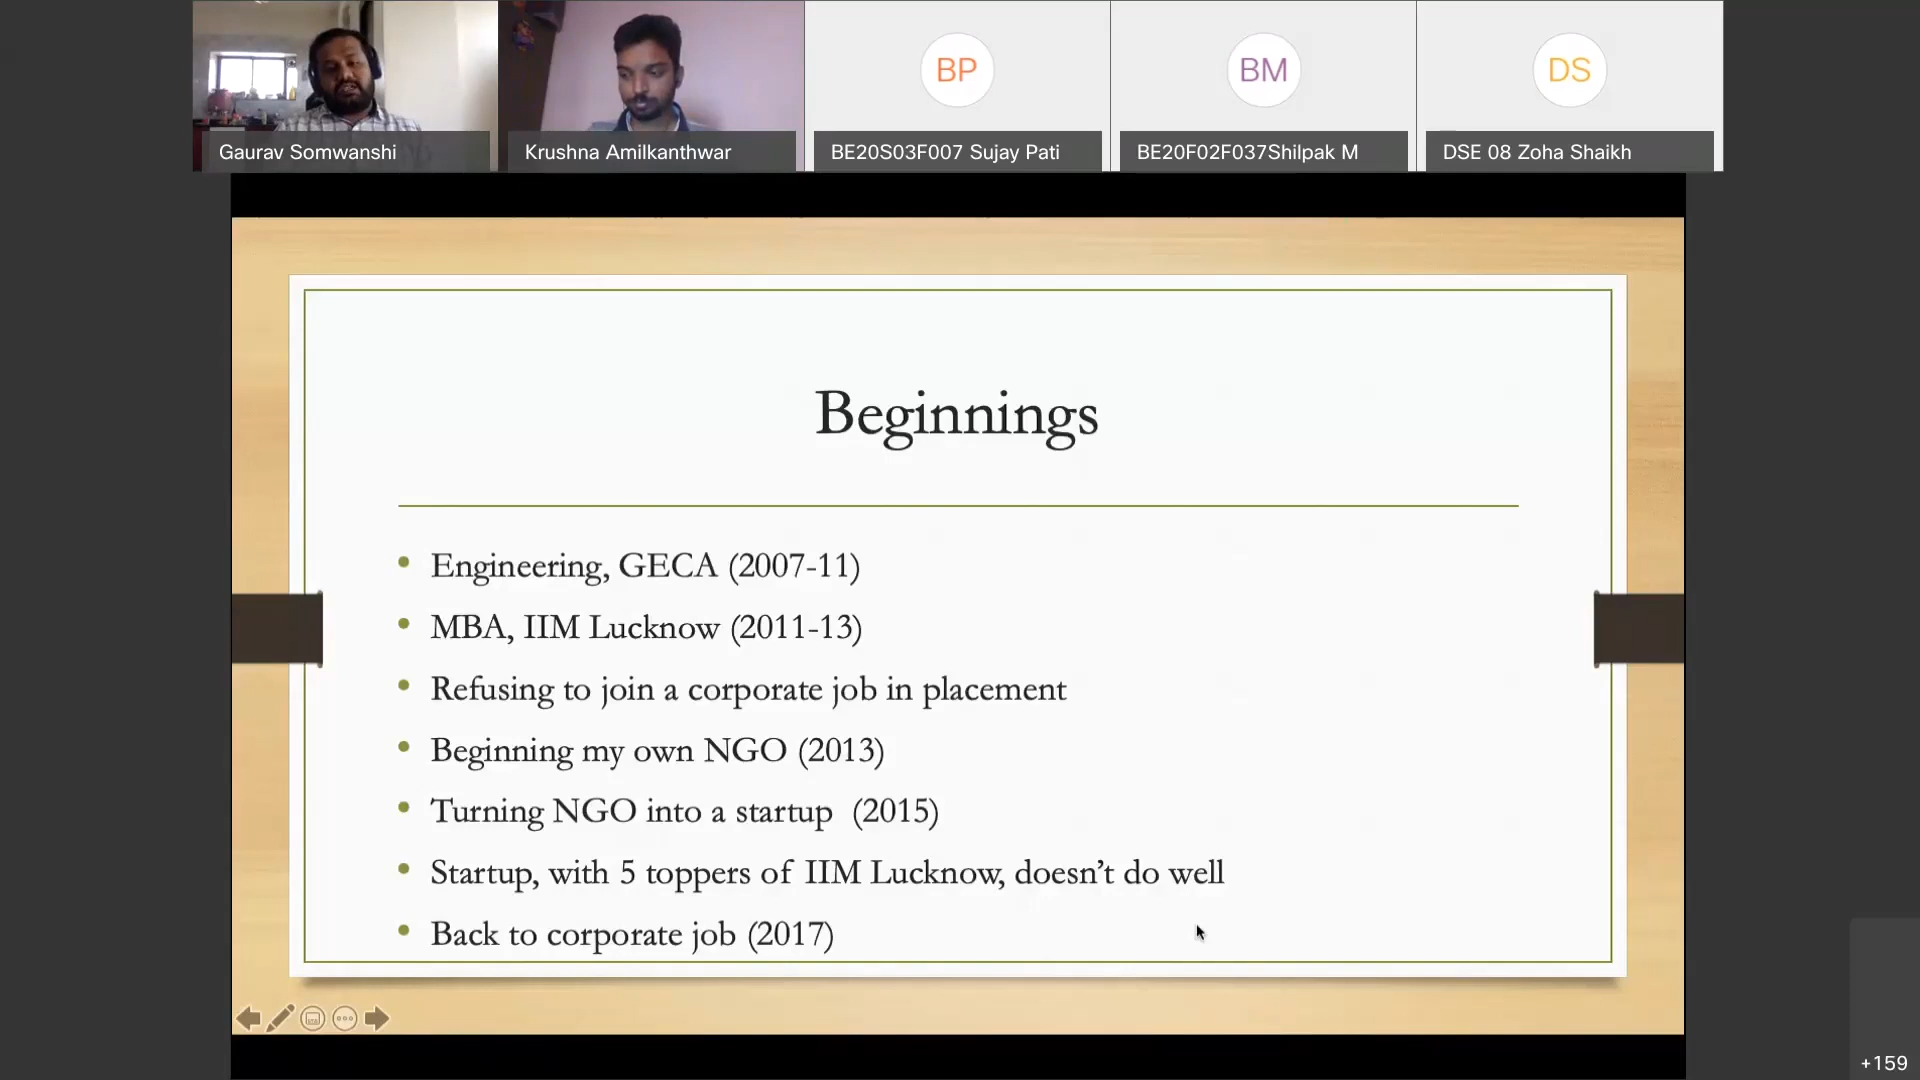 BP
BM
DS
Gaurav Somwanshi
Krushna Amilkanthwar
BE20S03F007 Sujay Pati
BE20F02F037Shilpak M
DSE 08 Zoha Shaikh
Beginnings
• Engineering, GECA (2007-11)
• MBA, IIM Lucknow (2011-13)
• Refusing to join a corporate job in placement
• Beginning my own NGO (2013)
• Turning NGO into a startup (2015)
• Startup, with 5 toppers of IIM Lucknow, doesn’t do well
• Back to corporate job (2017)
+159